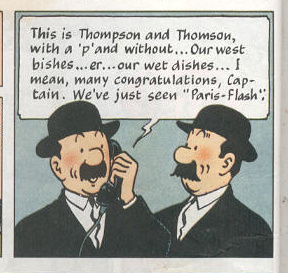 This is Thompson and Thomson,
with a 'p' and without... Our west
bishes...er...our wet dishes... I
mean, many congratulations, Cap-
tain. We've just seen "Paris-Flash".